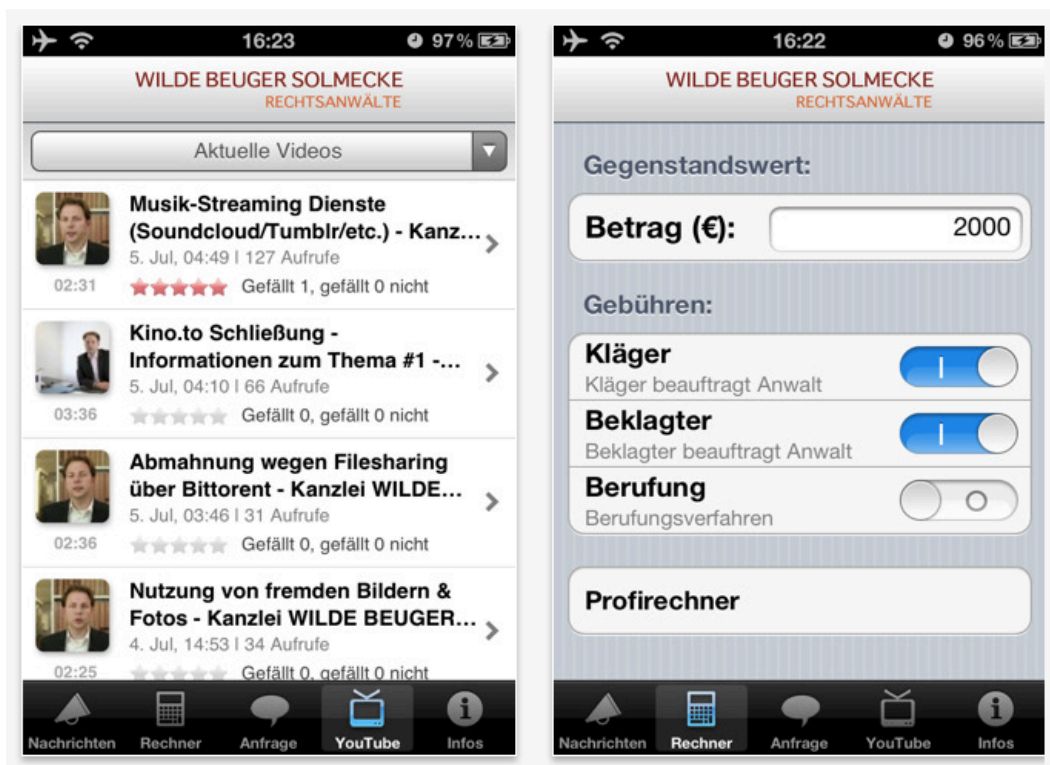 16:23
97%
WILDE BEUGER SOLMECKE
RECHTSANWÄLTE
Aktuelle Videos
Musik-Streaming Dienste
(Soundcloud/Tumblr/etc.) - Kanz...
5. Jul, 04:49 | 127 Aufrufe
02:31
Gefällt 1, gefällt 0 nicht
Kino.to Schließung -
Informationen zum Thema #1 -...
5. Jul, 04:10 | 66 Aufrufe
03:36
Gefällt 0, gefällt 0 nicht
Abmahnung wegen Filesharing
über Bittorent - Kanzlei WILDE...
5. Jul, 03:46 | 31 Aufrufe
02:36
Gefällt 0, gefällt 0 nicht
Nutzung von fremden Bildern &
Fotos - Kanzlei WILDE BEUGER...
4. Jul, 14:53 | 34 Aufrufe
02:25
Gefällt 0, gefällt 0 nicht
Nachrichten
Rechner
Anfrage
YouTube
Infos
16:22
96%
WILDE BEUGER SOLMECKE
RECHTSANWÄLTE
Gegenstandswert:
Betrag (€):
2000
Gebühren:
Kläger
Kläger beauftragt Anwalt
Beklagter
Beklagter beauftragt Anwalt
Berufung
Berufungsverfahren
Profirechner
Nachrichten
Rechner
Anfrage
YouTube
Infos